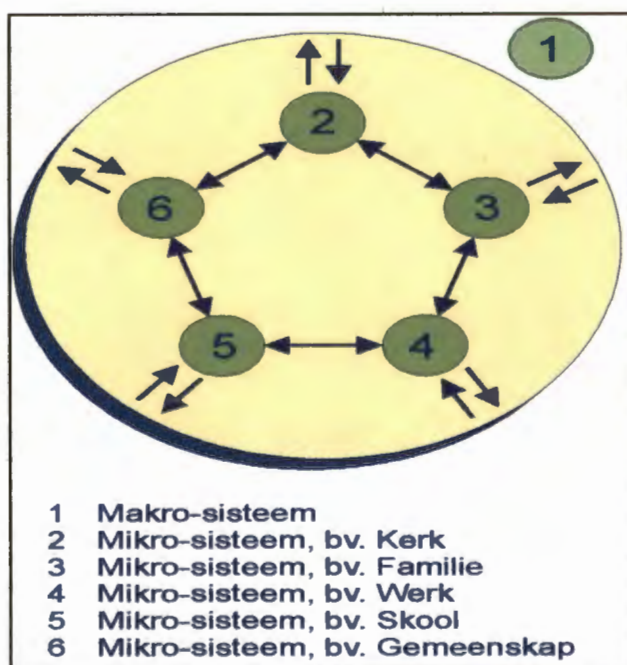 1
2
3
6
5
4
1 Makro-sisteem
2 Mikro-sisteem, bv. Kerk
3 Mikro-sisteem, bv. Familie
4 Mikro-sisteem, bv. Werk
5 Mikro-sisteem, bv. Skool
6 Mikro-sisteem, bv. Gemeenskap